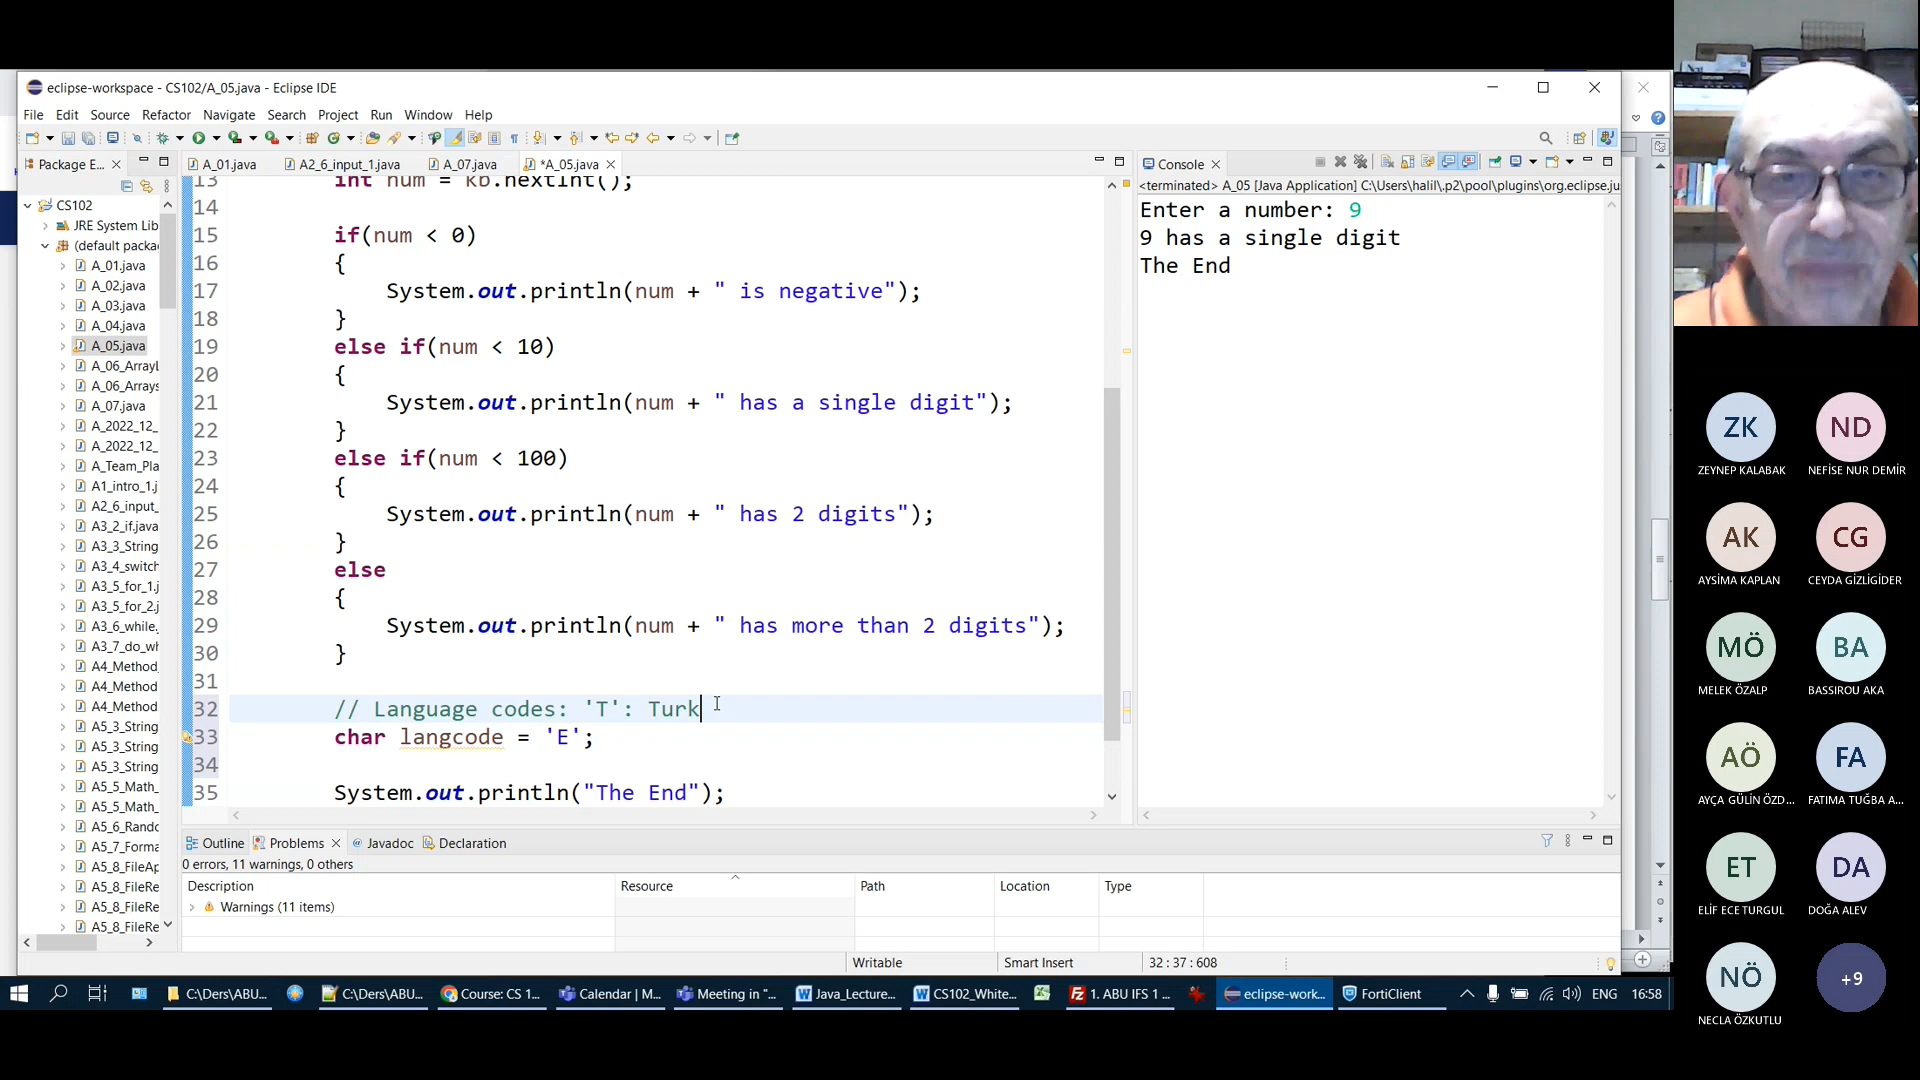 eclipse-workspace - CS102/A_05.java - Eclipse IDE
File Edit Source Refactor Navigate Search Project Run Window Help
Package E...
A_01.java
A2_6_input_1.java
A_07.java
*A_05.java
Console
<terminated> A_05 [Java Application] C:\Users\halil\.p2\pool\plugins\org.eclipse.ju
CS102
JRE System Lib
(default packa
A_01.java
A_02.java
A_03.java
A_04.java
A_05.java
A_06_ArrayL
A_06_Arrays
A_07.java
A_2022_12_
A_2022_12_
A_Team_Pla
A1_intro_1.j
A2_6_input_
A3_2_if.java
A3_3_String
A3_4_switch
A3_5_for_1.j
A3_5_for_2.j
A3_6_while.
A3_7_do_wh
A4_Method_
A4_Method
A4_Method
A5_3_String
A5_3_String
A5_3_String
A5_5_Math_
A5_5_Math_
A5_6_Rando
A5_7_Forma
A5_8_FileAp
A5_8_FileRe
A5_8_FileRe
A5_8_FileRe
13 int num = kb.nextInt();
14
15 if(num < 0)
16 {
17 System.out.println(num + " is negative");
18 }
19 else if(num < 10)
20 {
21 System.out.println(num + " has a single digit");
22 }
23 else if(num < 100)
24 {
25 System.out.println(num + " has 2 digits");
26 }
27 else
28 {
29 System.out.println(num + " has more than 2 digits");
30 }
31
32 // Language codes: 'T': Turk
33 char langcode = 'E';
34
35 System.out.println("The End");
Enter a number: 9
9 has a single digit
The End
Outline Problems @ Javadoc Declaration
0 errors, 11 warnings, 0 others
Description Resource Path Location Type
Warnings (11 items)
Writable Smart Insert 32 : 37 : 608
C:\Ders\ABU...
C:\Ders\ABU...
Course: CS 1...
Calendar | M...
Meeting in "...
Java_Lecture...
CS102_White...
1. ABU IFS 1 ...
eclipse-work...
FortiClient
ENG 16:58
ZK ND
ZEYNEP KALABAK NEFİSE NUR DEMİR
AK CG
AYSİMA KAPLAN CEYDA GİZLİGİDER
MÖ BA
MELEK ÖZALP BASSIROU AKA
AÖ FA
AYÇA GÜLİN ÖZD... FATIMA TUĞBA A...
ET DA
ELİF ECE TURGUL DOĞA ALEV
NÖ +9
NECLA ÖZKUTLU